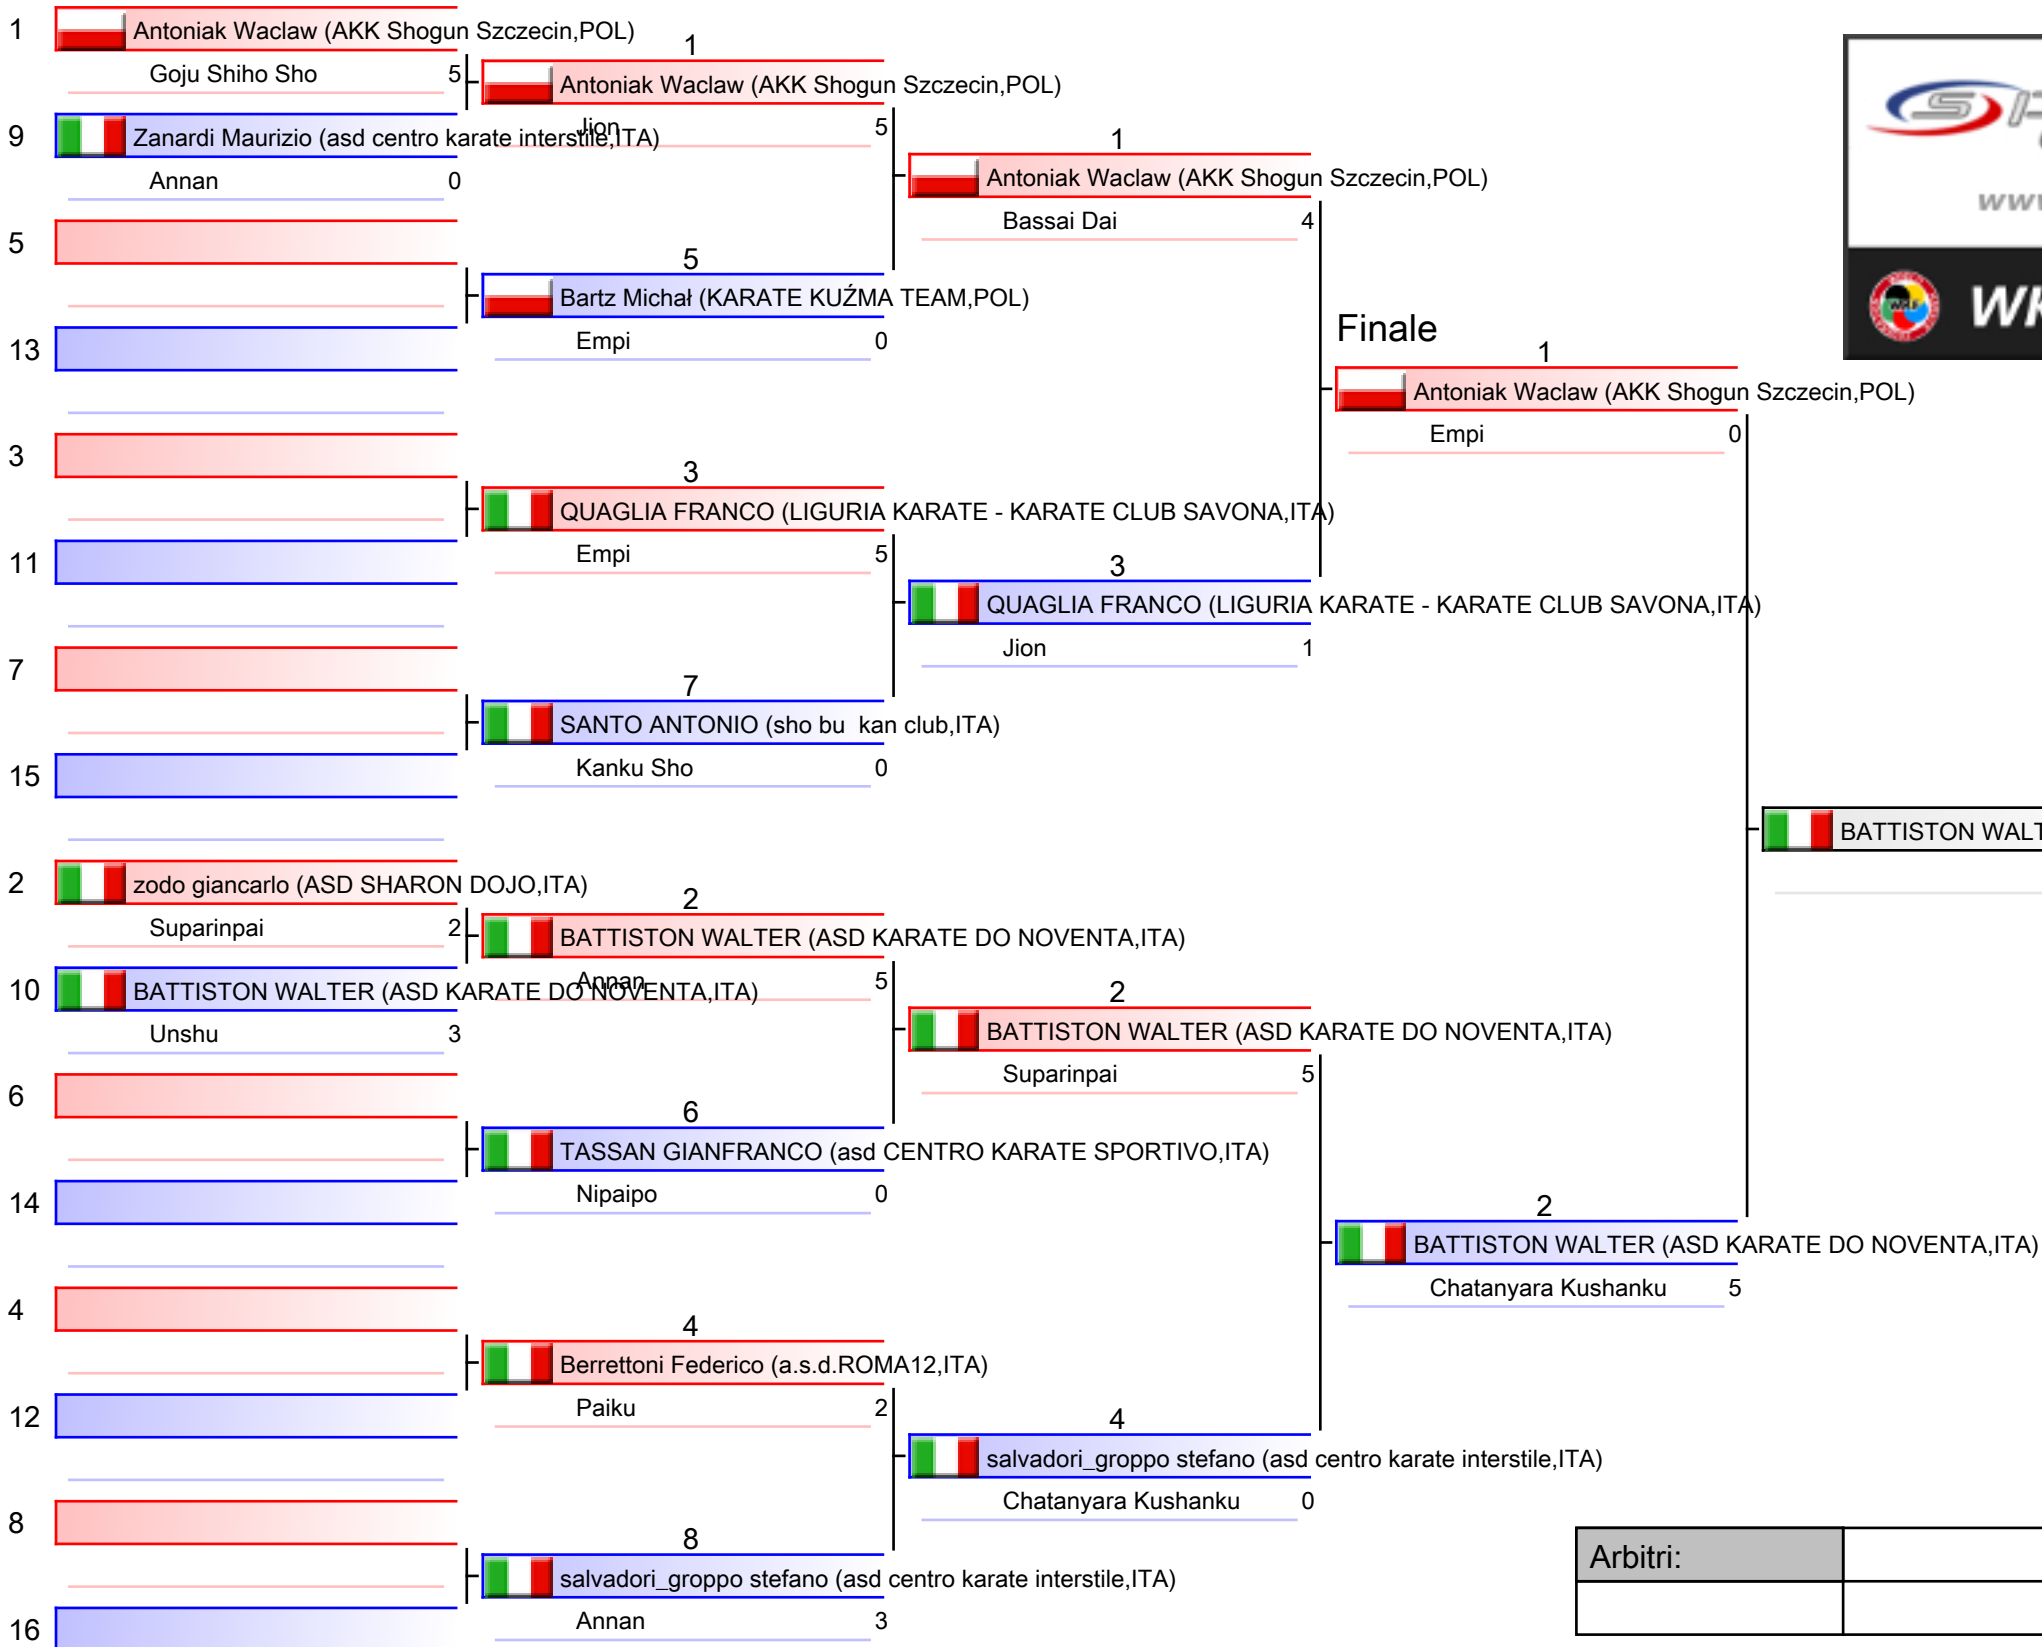 1
Antoniak Waclaw (AKK Shogun Szczecin,POL)
Goju Shiho Sho 5
9
Zanardi Maurizio (asd centro karate interstile,ITA)
Annan 0
5
13
3
11
7
15
2
zodo giancarlo (ASD SHARON DOJO,ITA)
Suparinpai 2
10
BATTISTON WALTER (ASD KARATE DO NOVENTA,ITA)
Unshu 3
6
14
4
12
8
16
1
Antoniak Waclaw (AKK Shogun Szczecin,POL)
Jion 5
5
Bartz Michał (KARATE KUŹMA TEAM,POL)
Empi 0
3
QUAGLIA FRANCO (LIGURIA KARATE - KARATE CLUB SAVONA,ITA)
Empi 5
7
SANTO ANTONIO (sho bu kan club,ITA)
Kanku Sho 0
2
BATTISTON WALTER (ASD KARATE DO NOVENTA,ITA)
Annan 5
6
TASSAN GIANFRANCO (asd CENTRO KARATE SPORTIVO,ITA)
Nipaipo 0
4
Berrettoni Federico (a.s.d.ROMA12,ITA)
Paiku 2
8
salvadori_groppo stefano (asd centro karate interstile,ITA)
Annan 3
1
Antoniak Waclaw (AKK Shogun Szczecin,POL)
Bassai Dai 4
3
QUAGLIA FRANCO (LIGURIA KARATE - KARATE CLUB SAVONA,ITA)
Jion 1
2
BATTISTON WALTER (ASD KARATE DO NOVENTA,ITA)
Suparinpai 5
4
salvadori_groppo stefano (asd centro karate interstile,ITA)
Chatanyara Kushanku 0
Finale
1
Antoniak Waclaw (AKK Shogun Szczecin,POL)
Empi 0
2
BATTISTON WALTER (ASD KARATE DO NOVENTA,ITA)
Chatanyara Kushanku 5
BATTISTON WALT
www
WK
Arbitri: